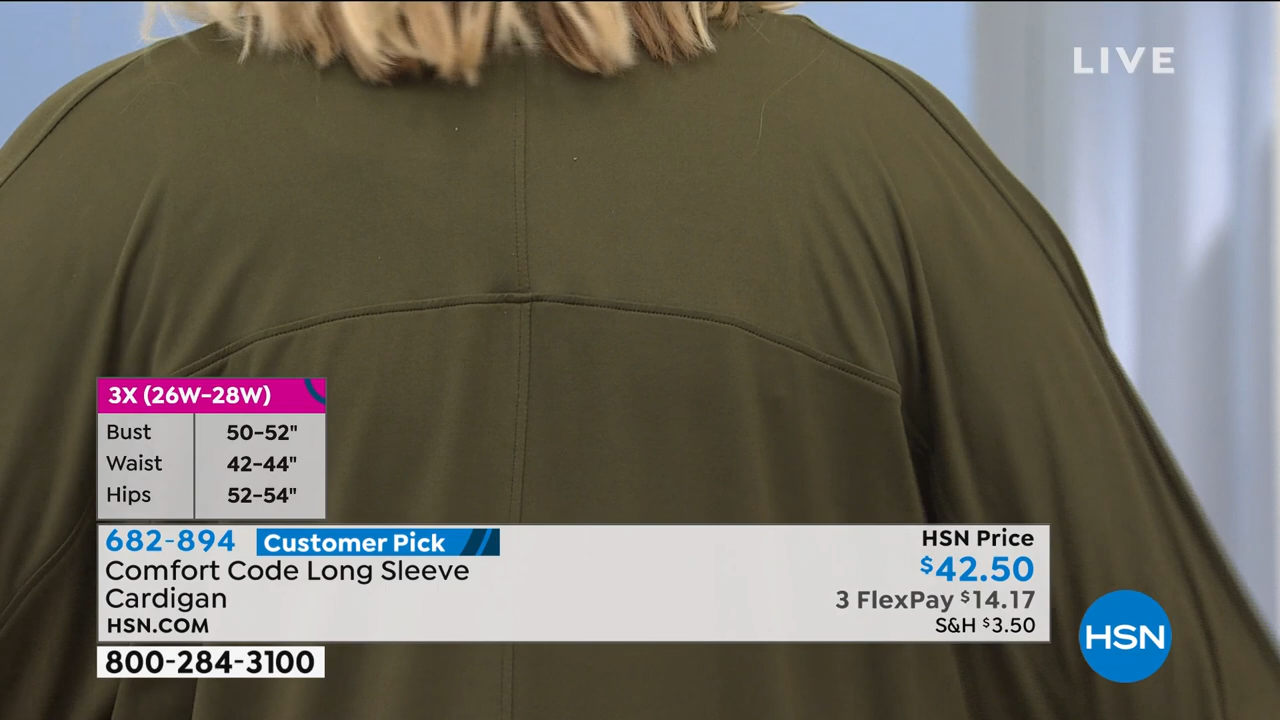 LIVE
3X (26W-28W)
Bust 50-52"
Waist 42-44"
Hips 52-54"
682-894 Customer Pick
Comfort Code Long Sleeve
Cardigan
HSN.COM
HSN Price
$42.50
3 FlexPay $14.17
S&H $3.50
800-284-3100
HSN